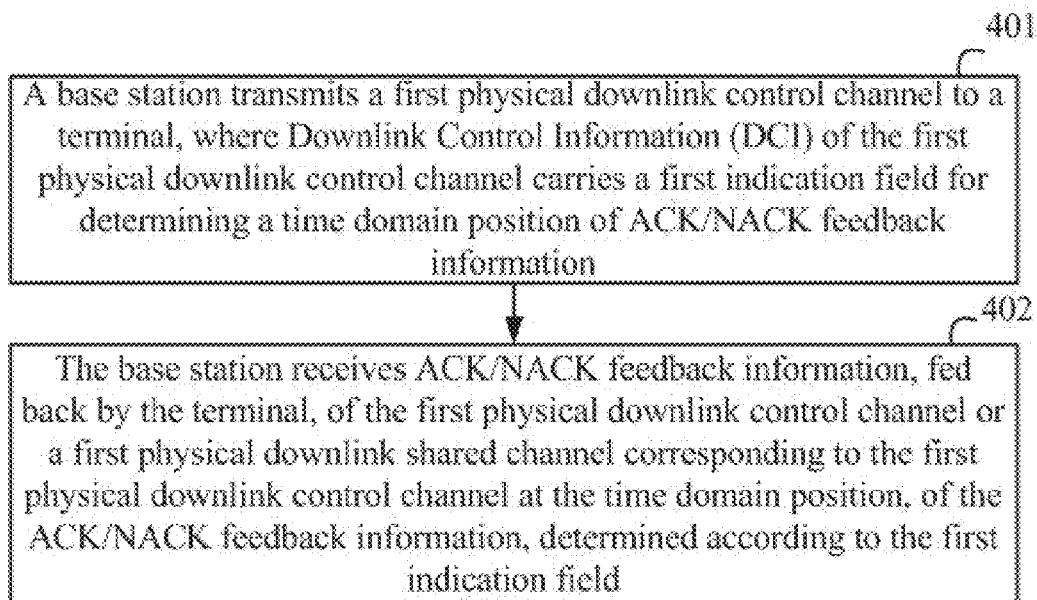 401
A base station transmits a first physical downlink control channel to a
terminal, where Downlink Control Information (DCI) of the first
physical downlink control channel carries a first indication field for
determining a time domain position of ACK/NACK feedback
information
402
The base station receives ACK/NACK feedback information, fed
back by the terminal, of the first physical downlink control channel or
a first physical downlink shared channel corresponding to the first
physical downlink control channel at the time domain position, of the
ACK/NACK feedback information, determined according to the first
indication field